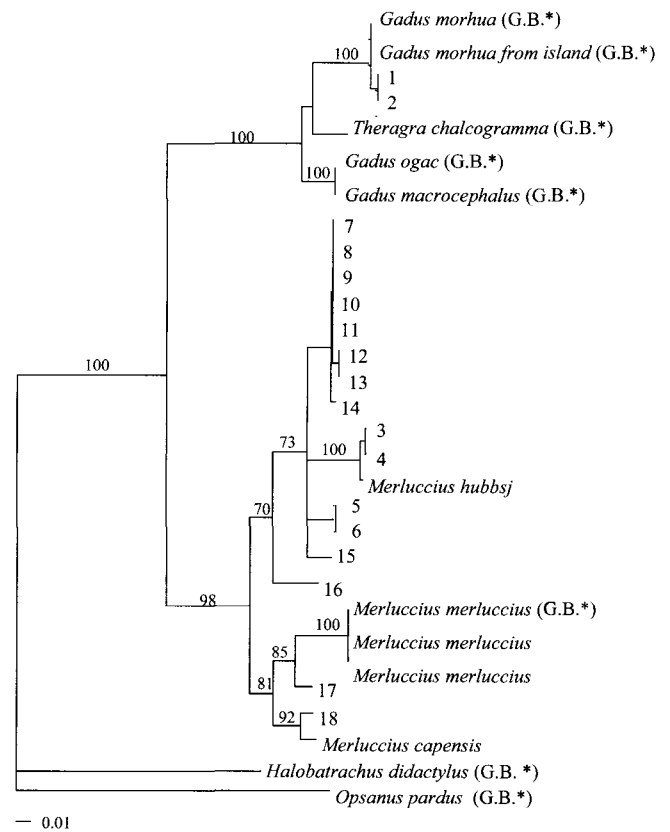 Gadus morhua (G.B.*)
100
Gadus morhua from island (G.B.*)
1
2
Theragra chalcogramma (G.B.*)
100
Gadus ogac (G.B.*)
100
Gadus macrocephalus (G.B.*)
7
8
9
10
11
12
100
13
14
3
73
100
4
Merluccius hubbsj
70
5
6
15
16
98
Merluccius merluccius (G.B.*)
100
Merluccius merluccius
85
Merluccius merluccius
81
17
92
18
Merluccius capensis
Halobatrachus didactylus (G.B. *)
Opsanus pardus (G.B.*)
0.01